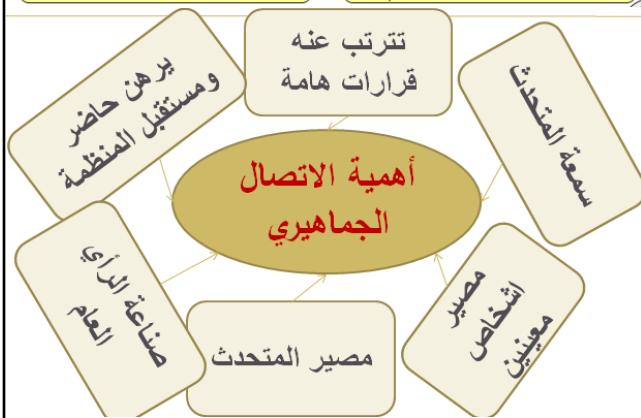 تترتب عنه
قرارات هامة
يرهن حاضر
ومستقبل المنظمة
سمعة المتحدث
أهمية الاتصال
الجماهيري
صناعة الرأي
العام
مصير المتحدث
مصير
اشخاص
معينين